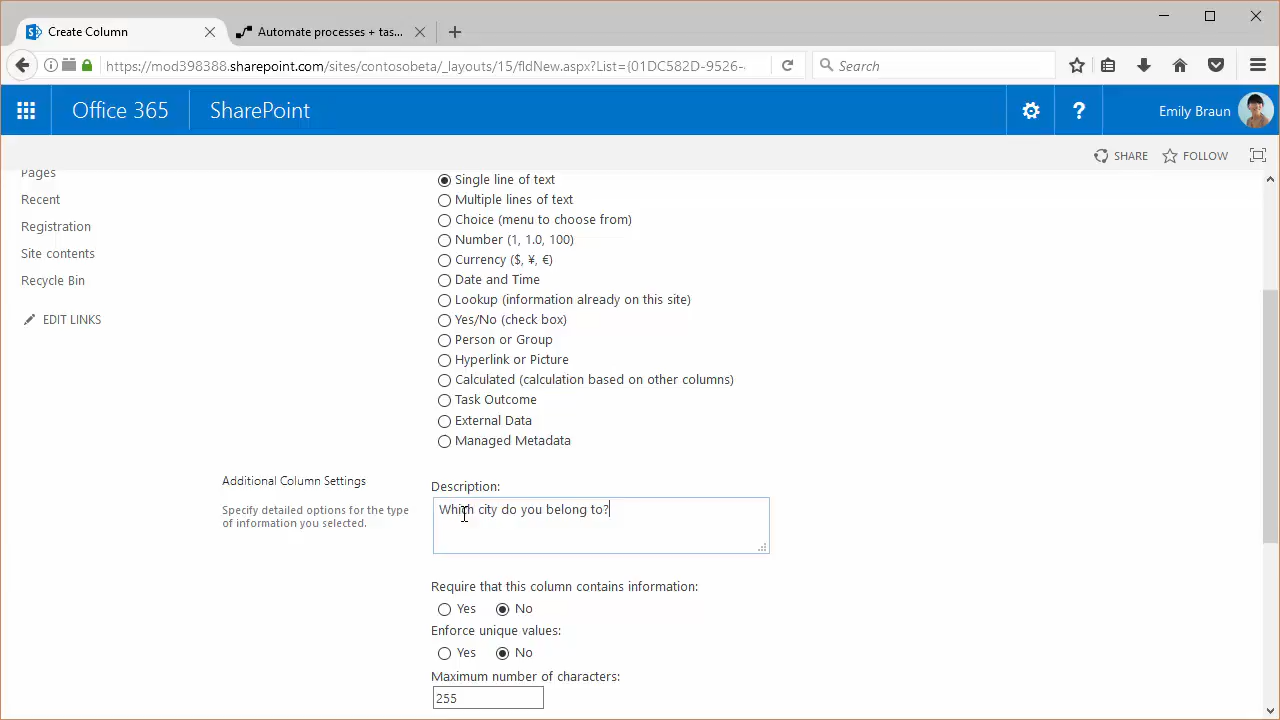 Create Column
Automate processes + tas...
https://mod398388.sharepoint.com/sites/contosobeta/_layouts/15/fldNew.aspx?List={01DC582D-9526-
Search
Office 365
SharePoint
?
Emily Braun
SHARE
FOLLOW
Pages
Recent
Registration
Site contents
Recycle Bin
EDIT LINKS
Single line of text
Multiple lines of text
Choice (menu to choose from)
Number (1, 1.0, 100)
Currency ($, ¥, €)
Date and Time
Lookup (information already on this site)
Yes/No (check box)
Person or Group
Hyperlink or Picture
Calculated (calculation based on other columns)
Task Outcome
External Data
Managed Metadata
Additional Column Settings
Specify detailed options for the type
of information you selected.
Description:
Which city do you belong to?
Require that this column contains information:
Yes No
Enforce unique values:
Yes No
Maximum number of characters:
255